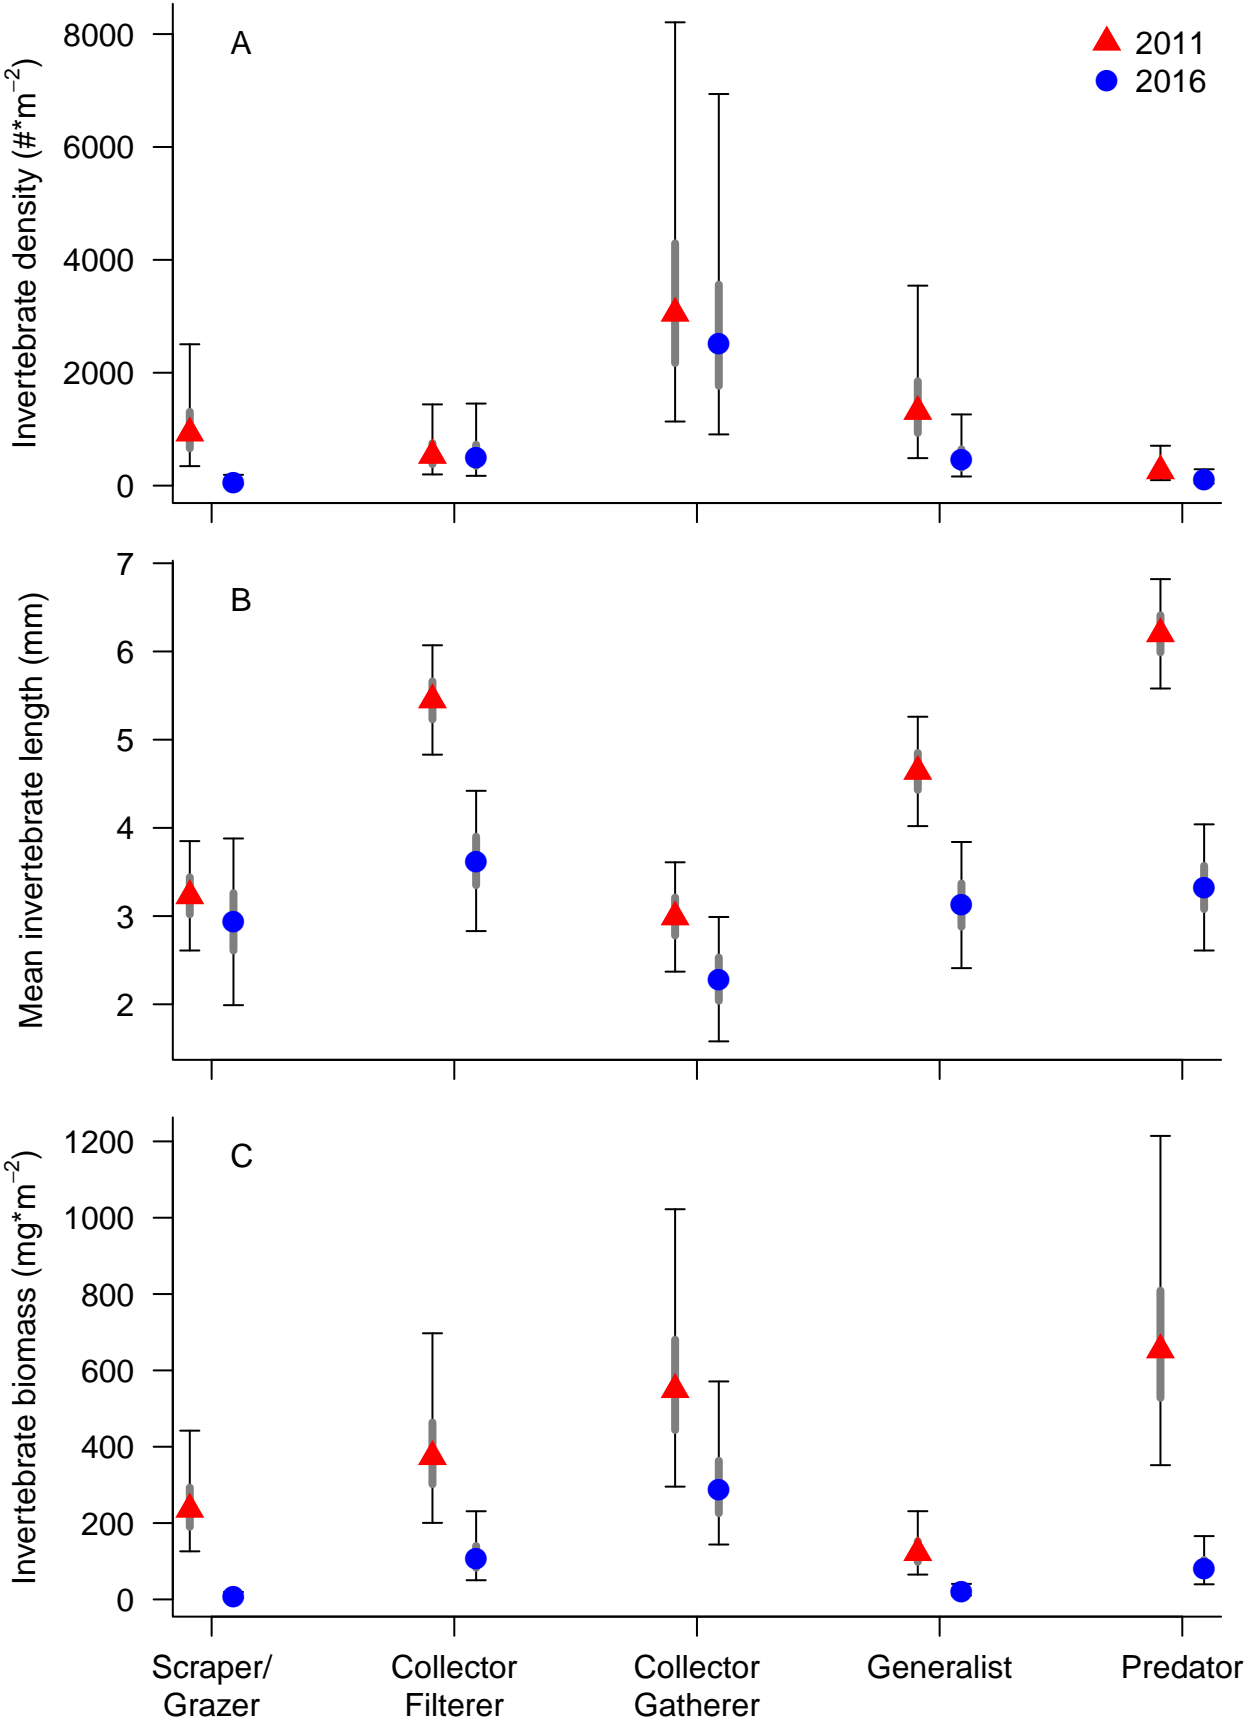 A
2011
2016
Invertebrate density (#*m−2)
8000
6000
4000
2000
0
B
Mean invertebrate length (mm)
7
6
5
4
3
2
C
Invertebrate biomass (mg*m−2)
1200
1000
800
600
400
200
0
Scraper/
Grazer
Collector
Filterer
Collector
Gatherer
Generalist
Predator